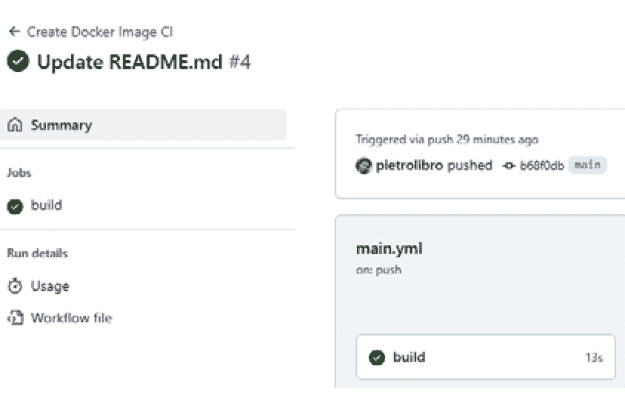 Create Docker Image CI
Update README.md #4
Summary
Jobs
build
Run details
Usage
Workflow file
Triggered via push 29 minutes ago
pietrolibro pushed b68f0db main
main.yml
on: push
build 13s